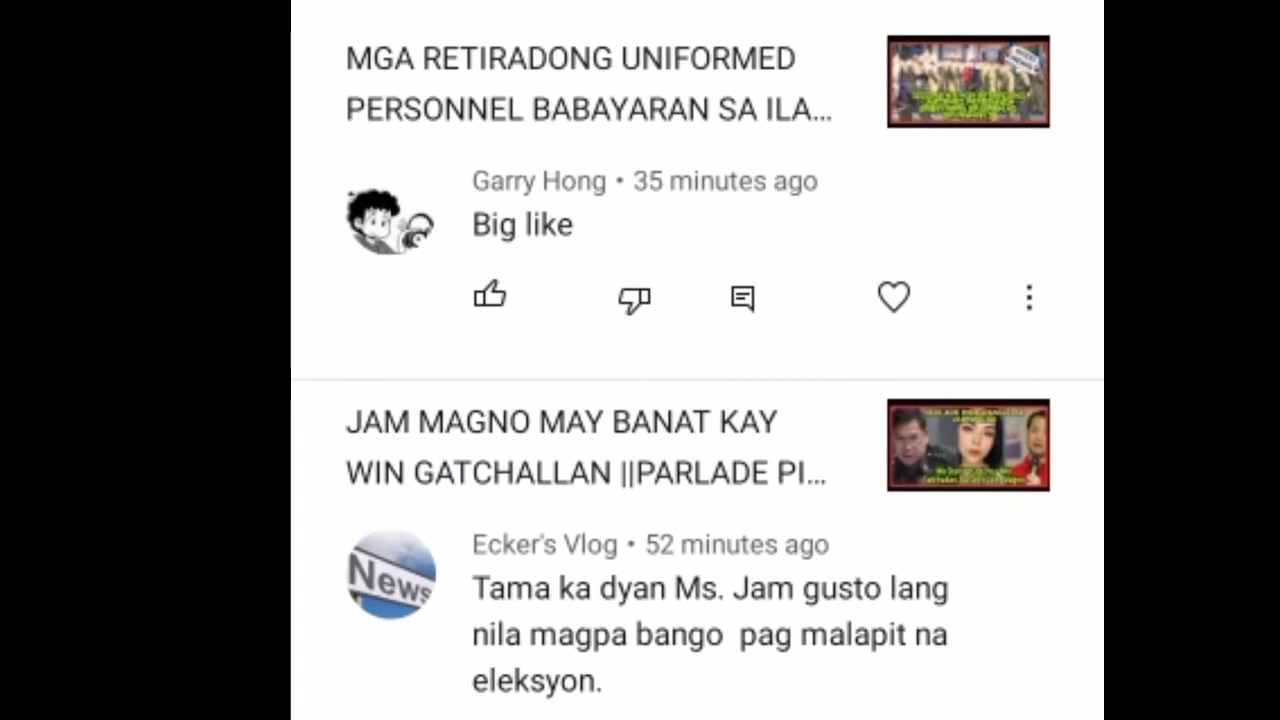 MGA RETIRADONG UNIFORMED
PERSONNEL BABAYARAN SA ILA...
Garry Hong • 35 minutes ago
Big like
JAM MAGNO MAY BANAT KAY
WIN GATCHALLAN ||PARLADE PI...
Ecker's Vlog • 52 minutes ago
News
Tama ka dyan Ms. Jam gusto lang
nila magpa bango pag malapit na
eleksyon.